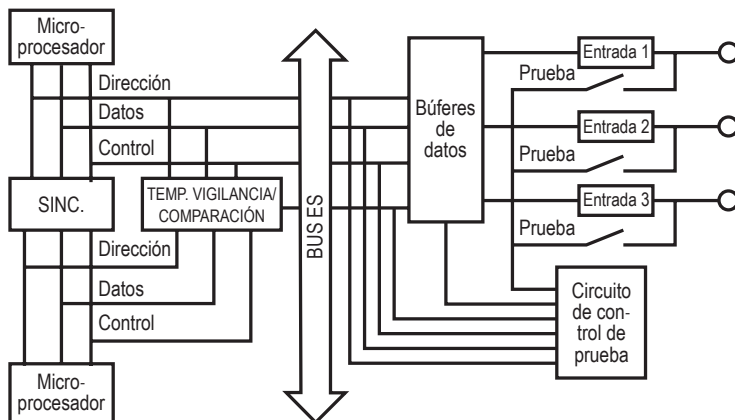 Micro-
procesador
Dirección
Datos
Control
SINC.
TEMP. VIGILANCIA/
COMPARACIÓN
Dirección
Datos
Control
Micro-
procesador
BUS ES
Búferes
de
datos
Entrada 1
Prueba
Entrada 2
Prueba
Entrada 3
Prueba
Circuito
de con-
trol de
prueba